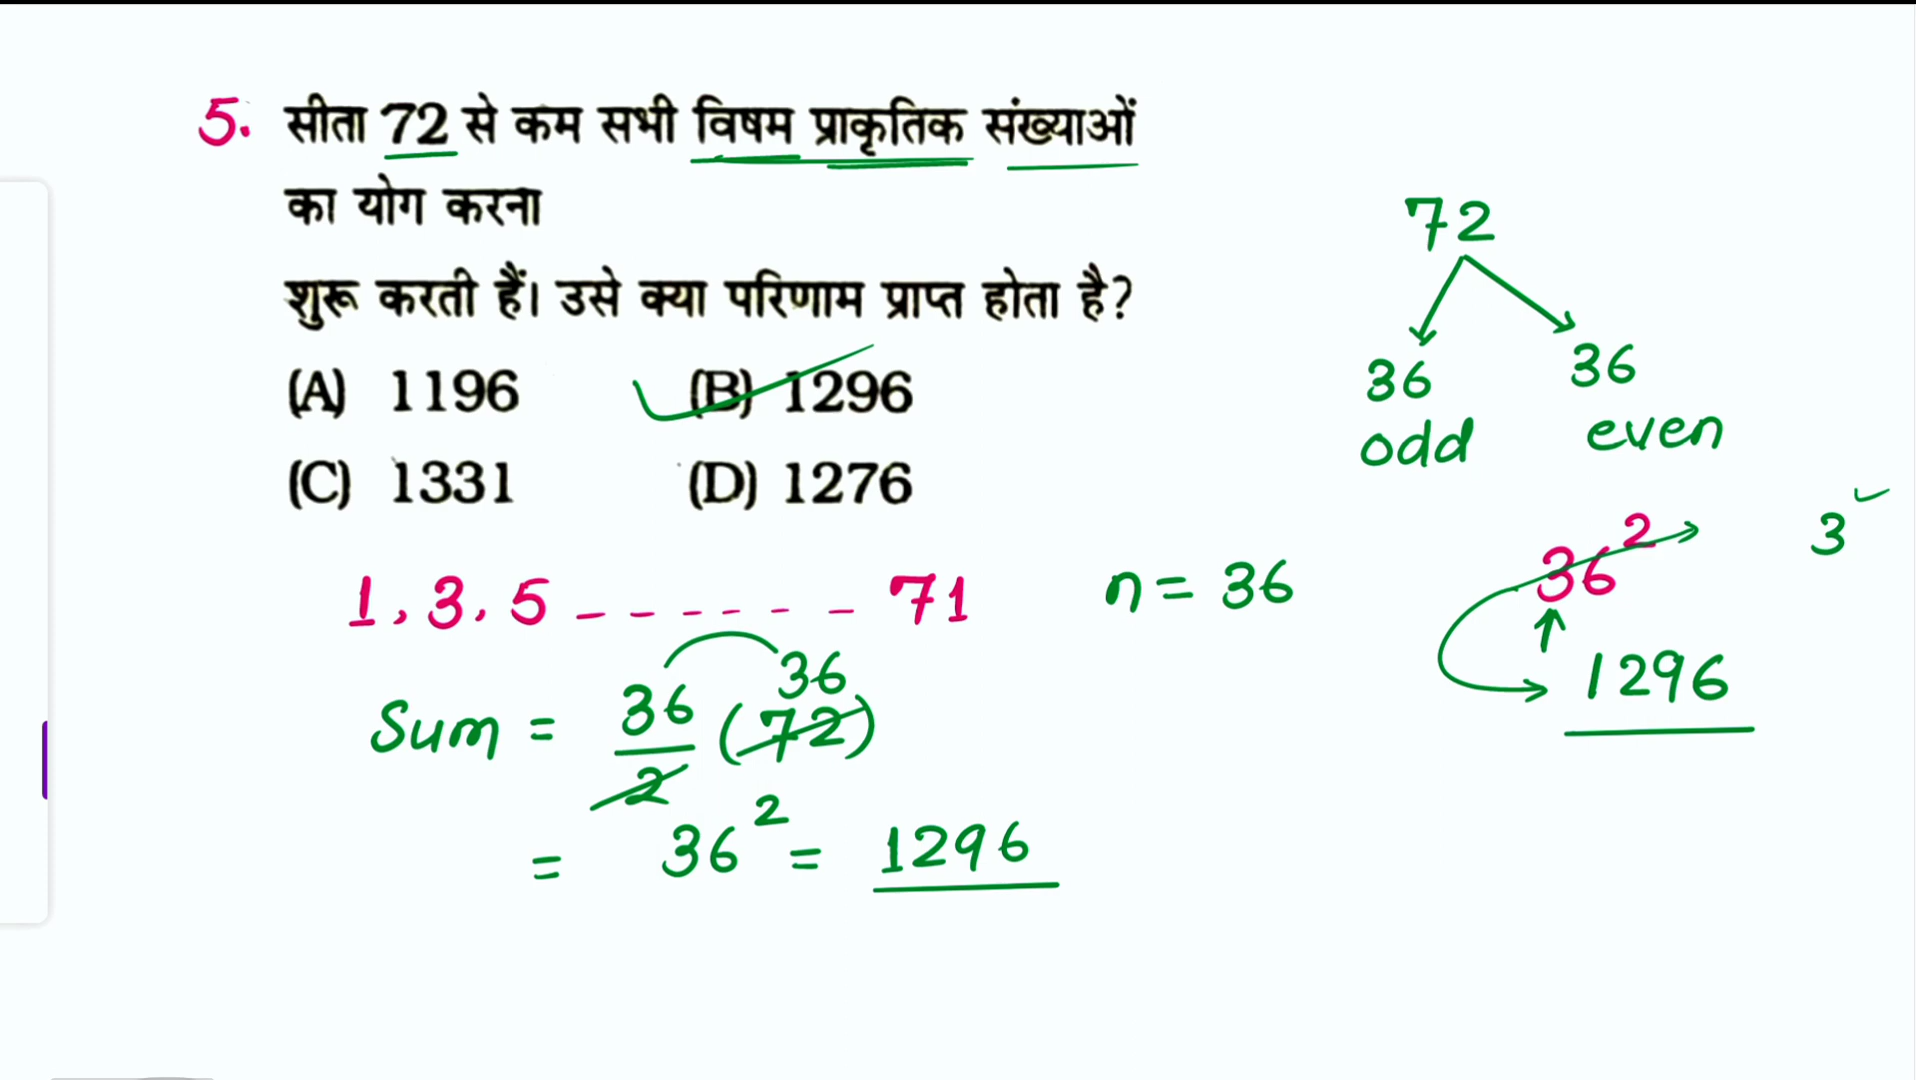 5. सीता 72 से कम सभी विषम प्राकृतिक संख्याओं
का योग करना
शुरू करती हैं। उसे क्या परिणाम प्राप्त होता है?
(A) 1196 (B) 1296
(C) 1331 (D) 1276
1, 3, 5 - - - - - - 71 n = 36
Sum = 36/2 (72) 36
= 36² = 1296
72
36 36
odd even
36² 3
1296